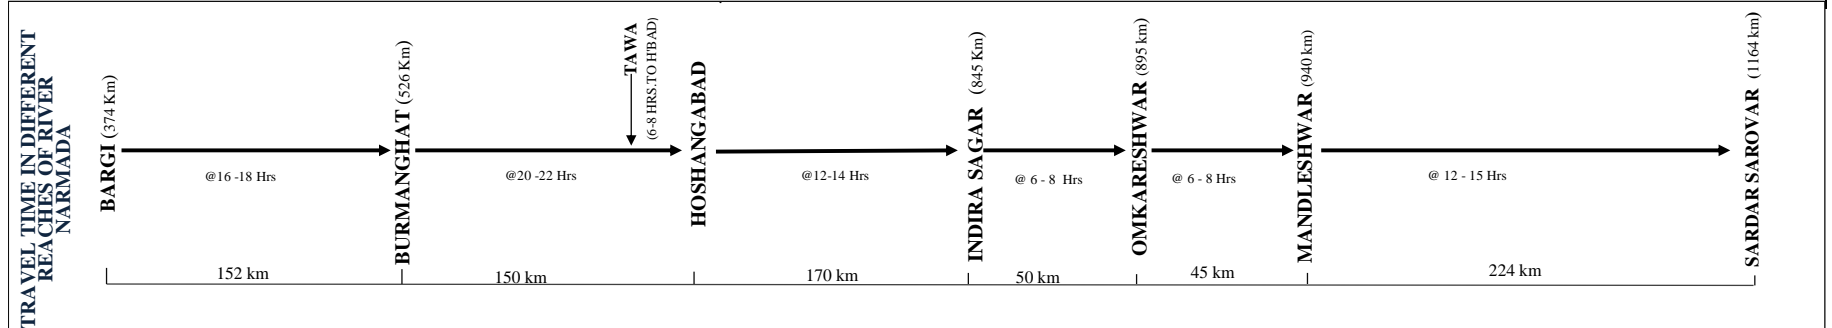 TRAVEL TIME IN DIFFERENT
REACHES OF RIVER
NARMADA
BARGI (374 Km)
@16 -18 Hrs
BURMANGHAT (526 Km)
@20 -22 Hrs
TAWA
(6-8 HRS.TO H'BAD)
HOSHANGABAD
@12-14 Hrs
INDIRA SAGAR (845 Km)
@ 6 - 8 Hrs
OMKARESHWAR (895 km)
@ 6 - 8 Hrs
MANDLESHWAR (940 km)
@ 12 - 15 Hrs
SARDAR SAROVAR (1164 km)
152 km
150 km
170 km
50 km
45 km
224 km